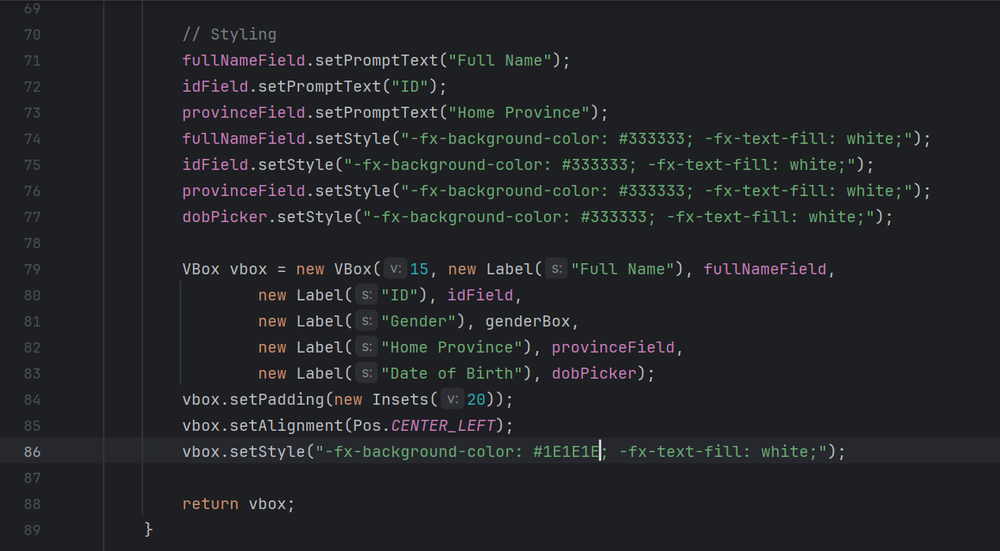 69
70 // Styling
71 fullNameField.setPromptText("Full Name");
72 idField.setPromptText("ID");
73 provinceField.setPromptText("Home Province");
74 fullNameField.setStyle("-fx-background-color: #333333; -fx-text-fill: white;");
75 idField.setStyle("-fx-background-color: #333333; -fx-text-fill: white;");
76 provinceField.setStyle("-fx-background-color: #333333; -fx-text-fill: white;");
77 dobPicker.setStyle("-fx-background-color: #333333; -fx-text-fill: white;");
78
79 VBox vbox = new VBox( v: 15, new Label( s: "Full Name"), fullNameField,
80 new Label( s: "ID"), idField,
81 new Label( s: "Gender"), genderBox,
82 new Label( s: "Home Province"), provinceField,
83 new Label( s: "Date of Birth"), dobPicker);
84 vbox.setPadding(new Insets( v: 20));
85 vbox.setAlignment(Pos.CENTER_LEFT);
86 vbox.setStyle("-fx-background-color: #1E1E1E; -fx-text-fill: white;");
87
88 return vbox;
89 }